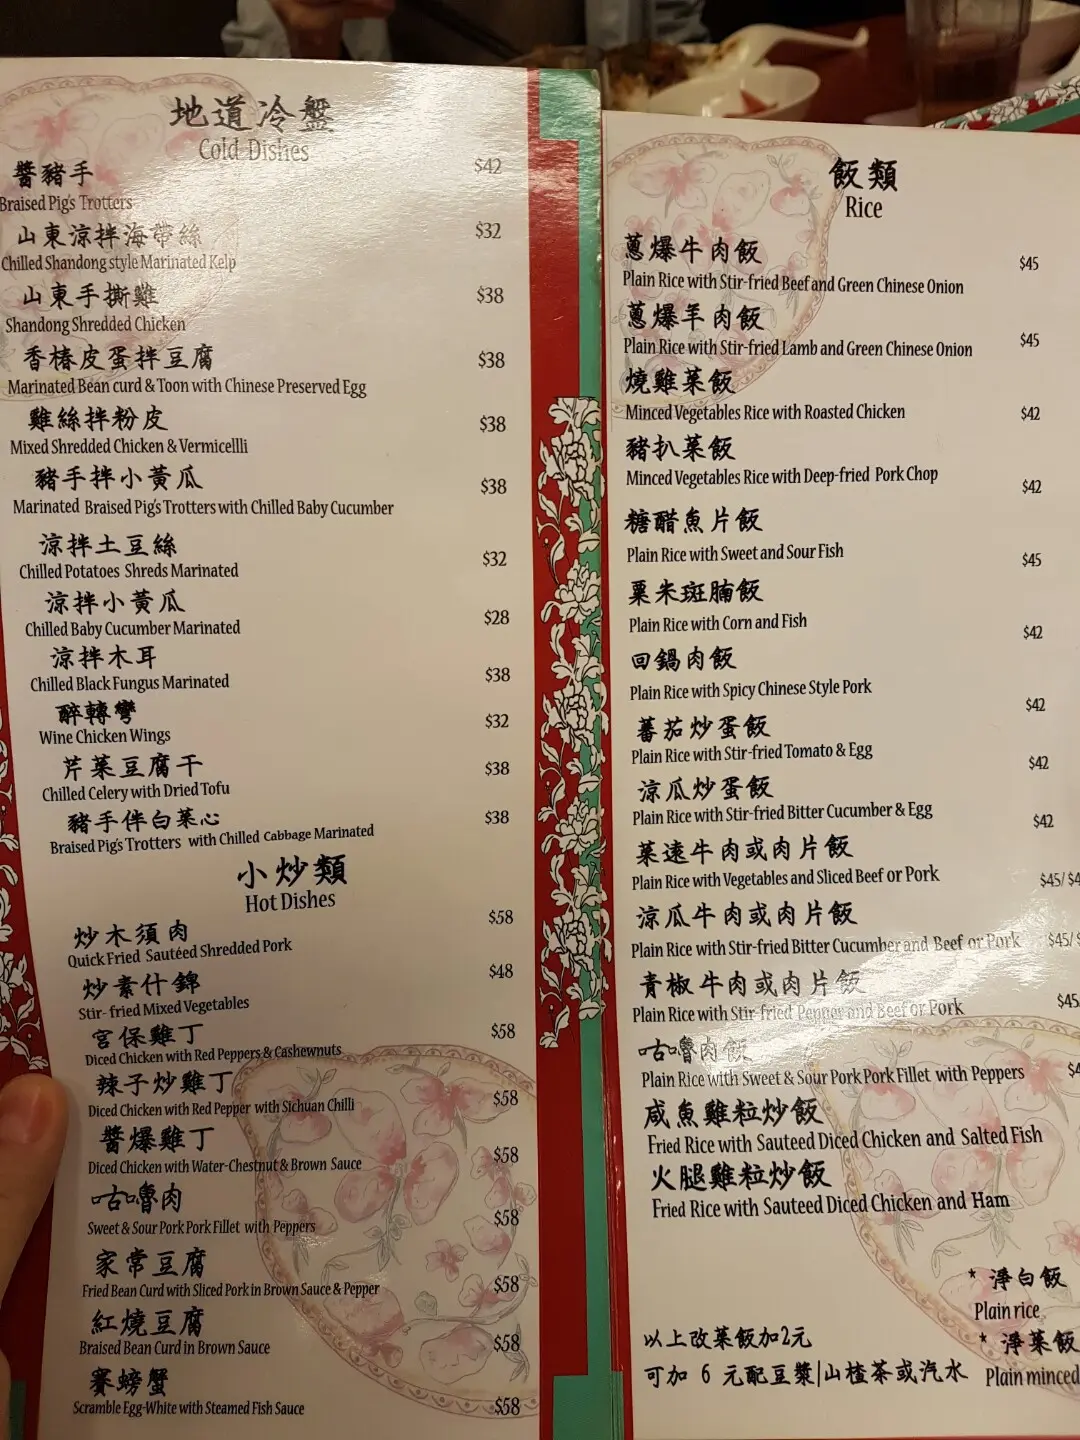 地道冷盤
Cold Dishes
醬豬手
$42
Braised Pig's Trotters
山東涼拌海帶絲
$32
Chilled Shandong style Marinated Kelp
山東手撕雞
$38
Shandong Shredded Chicken
香椿皮蛋拌豆腐
$38
Marinated Bean curd & Toon with Chinese Preserved Egg
雞絲拌粉皮
$38
Mixed Shredded Chicken & Vermicellli
豬手拌小黃瓜
$38
Marinated Braised Pig's Trotters with Chilled Baby Cucumber
涼拌土豆絲
$32
Chilled Potatoes Shreds Marinated
涼拌小黃瓜
$28
Chilled Baby Cucumber Marinated
涼拌木耳
$38
Chilled Black Fungus Marinated
醉轉彎
$32
Wine Chicken Wings
芹菜豆腐干
$38
Chilled Celery with Dried Tofu
豬手伴白菜心
$38
Braised Pig's Trotters with Chilled Cabbage Marinated
小炒類
Hot Dishes
炒木須肉
$58
Quick Fried Sautéed Shredded Pork
炒素什錦
$48
Stir- fried Mixed Vegetables
宮保雞丁
$58
Diced Chicken with Red Peppers & Cashewnuts
辣子炒雞丁
$58
Diced Chicken with Red Pepper with Sichuan Chilli
醬爆雞丁
$58
Diced Chicken with Water-Chestnut & Brown Sauce
咕嚕肉
$58
Sweet & Sour Pork Pork Fillet with Peppers
家常豆腐
$58
Fried Bean Curd with Sliced Pork in Brown Sauce & Pepper
紅燒豆腐
$58
Braised Bean Curd in Brown Sauce
賽螃蟹
$58
Scramble Egg-White with Steamed Fish Sauce
飯類
Rice
蔥爆牛肉飯
$45
Plain Rice with Stir-fried Beef and Green Chinese Onion
蔥爆羊肉飯
$45
Plain Rice with Stir-fried Lamb and Green Chinese Onion
燒雞菜飯
$42
Minced Vegetables Rice with Roasted Chicken
豬扒菜飯
$42
Minced Vegetables Rice with Deep-fried Pork Chop
糖醋魚片飯
$45
Plain Rice with Sweet and Sour Fish
粟朱斑腩飯
$42
Plain Rice with Corn and Fish
回鍋肉飯
$42
Plain Rice with Spicy Chinese Style Pork
蕃茄炒蛋飯
$42
Plain Rice with Stir-fried Tomato & Egg
涼瓜炒蛋飯
$42
Plain Rice with Stir-fried Bitter Cucumber & Egg
菜遠牛肉或肉片飯
$45/ $4
Plain Rice with Vegetables and Sliced Beef or Pork
涼瓜牛肉或肉片飯
$45/ $
Plain Rice with Stir-fried Bitter Cucumber and Beef or Pork
青椒牛肉或肉片飯
$45
Plain Rice with Stir-fried Pepper and Beef or Pork
咕嚕肉飯
$4
Plain Rice with Sweet & Sour Pork Pork Fillet with Peppers
咸魚雞粒炒飯
Fried Rice with Sauteed Diced Chicken and Salted Fish
火腿雞粒炒飯
Fried Rice with Sauteed Diced Chicken and Ham
* 淨白飯
Plain rice
* 淨菜飯
Plain minced
以上改菜飯加2元
可加 6 元配豆漿|山楂茶或汽水